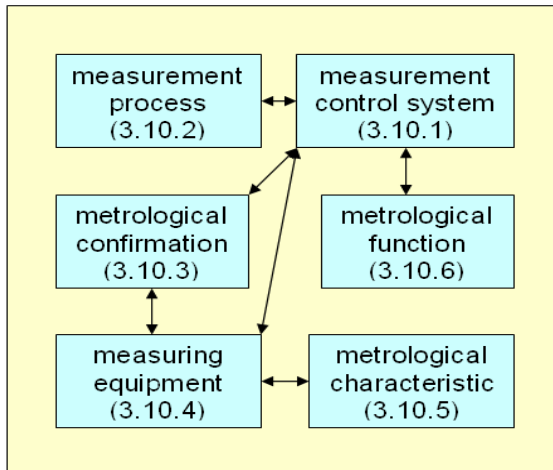 measurement
process
(3.10.2)
measurement
control system
(3.10.1)
metrological
confirmation
(3.10.3)
metrological
function
(3.10.6)
measuring
equipment
(3.10.4)
metrological
characteristic
(3.10.5)